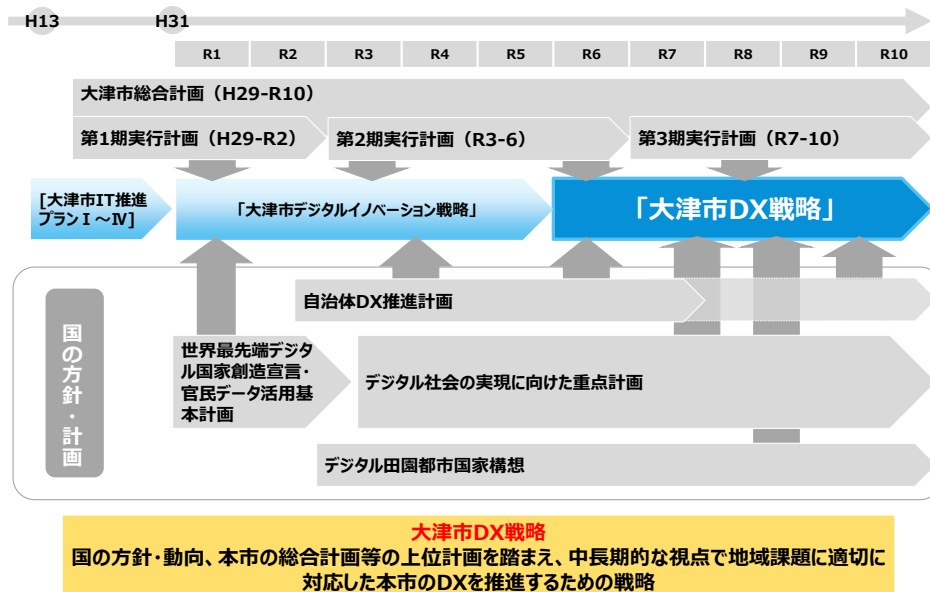 H13
H31
R1
R2
R3
R4
R5
R6
R7
R8
R9
R10
大津市総合計画（H29-R10）
第1期実行計画（H29-R2）
第2期実行計画（R3-6）
第3期実行計画（R7-10）
[大津市IT推進
プランⅠ～Ⅳ]
「大津市デジタルイノベーション戦略」
「大津市DX戦略」
国の方針・計画
自治体DX推進計画
世界最先端デジタ
ル国家創造宣言・
官民データ活用基
本計画
デジタル社会の実現に向けた重点計画
デジタル田園都市国家構想
大津市DX戦略
国の方針・動向、本市の総合計画等の上位計画を踏まえ、中長期的な視点で地域課題に適切に
対応した本市のDXを推進するための戦略